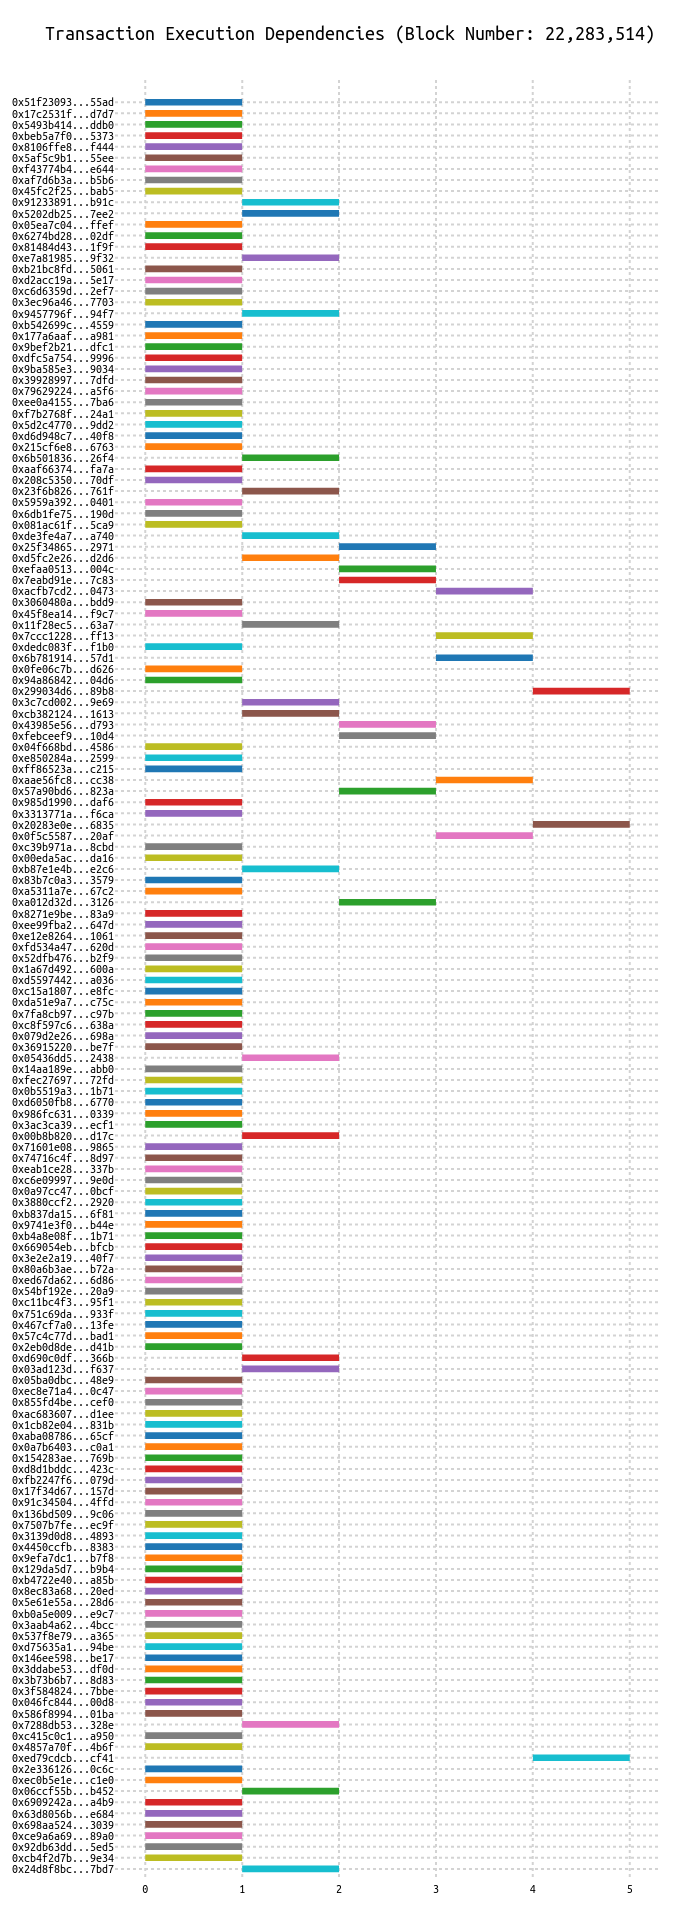 Transaction Execution Dependencies (Block Number: 22,283,514)
0x51f23093...55ad
0x17c2531f...d7d7
0x5493b414...ddb0
0xbeb5a7f0...5373
0x8106ffe8...f444
0x5af5c9b1...55ee
0xf43774b4...e644
0xaf7d6b3a...b5b6
0x45fc2f25...bab5
0x91233891...b91c
0x5202db25...7ee2
0x05ea7c04...ffef
0x6274bd28...02df
0x81484d43...1f9f
0xe7a81985...9f32
0xb21bc8fd...5061
0xd2acc19a...5e17
0xc6d6359d...2ef7
0x3ec96a46...7703
0x9457796f...94f7
0xb542699c...4559
0x177a6aaf...a981
0x9bef2b21...dfc1
0xdfc5a754...9996
0x9ba585e3...9034
0x39928997...7dfd
0x79629224...a5f6
0xee0a4155...7ba6
0xf7b2768f...24a1
0x5d2c4770...9dd2
0xd6d948c7...40f8
0x215cf6e8...6763
0x6b501836...26f4
0xaaf66374...fa7a
0x208c5350...70df
0x23f6b826...761f
0x5959a392...0401
0x6db1fe75...190d
0x081ac61f...5ca9
0xde3fe4a7...a740
0x25f34865...2971
0xd5fc2e26...d2d6
0xefaa0513...004c
0x7eabd91e...7c83
0xacfb7cd2...0473
0x3060480a...bdd9
0x45f8ea14...f9c7
0x11f28ec5...63a7
0x7ccc1228...ff13
0xdedc083f...f1b0
0x6b781914...57d1
0x0fe06c7b...d626
0x94a86842...04d6
0x299034d6...89b8
0x3c7cd002...9e69
0xcb382124...1613
0x43985e56...d793
0xfebceef9...10d4
0x04f668bd...4586
0xe850284a...2599
0xff86523a...c215
0xaae56fc8...cc38
0x57a90bd6...823a
0x985d1990...daf6
0x3313771a...f6ca
0x20283e0e...6835
0x0f5c5587...20af
0xc39b971a...8cbd
0x00eda5ac...da16
0xb87e1e4b...e2c6
0x83b7c0a3...3579
0xa5311a7e...67c2
0xa012d32d...3126
0x8271e9be...83a9
0xee99fba2...647d
0xe12e8264...1061
0xfd534a47...620d
0x52dfb476...b2f9
0x1a67d492...600a
0xd5597442...a036
0xc15a1807...e8fc
0xda51e9a7...c75c
0x7fa8cb97...c97b
0xc8f597c6...638a
0x079d2e26...698a
0x36915220...be7f
0x05436dd5...2438
0x14aa189e...abb0
0xfec27697...72fd
0x0b5519a3...1b71
0xd6050fb8...6770
0x986fc631...0339
0x3ac3ca39...ecf1
0x00b8b820...d17c
0x71601e08...9865
0x74716c4f...8d97
0xeab1ce28...337b
0xc6e09997...9e0d
0x0a97cc47...0bcf
0x3880ccf2...2920
0xb837da15...6f81
0x9741e3f0...b44e
0xb4a8e08f...1b71
0x669054eb...bfcb
0x3e2e2a19...40f7
0x80a6b3ae...b72a
0xed67da62...6d86
0x54bf192e...20a9
0xc11bc4f3...95f1
0x751c69da...933f
0x467cf7a0...13fe
0x57c4c77d...bad1
0x2eb0d8de...d41b
0xd690c0df...366b
0x03ad123d...f637
0x05ba0dbc...48e9
0xec8e71a4...0c47
0x855fd4be...cef0
0xac683607...d1ee
0x1cb82e04...831b
0xaba08786...65cf
0x0a7b6403...c0a1
0x154283ae...769b
0xd8d1bddc...423c
0xfb2247f6...079d
0x17f34d67...157d
0x91c34504...4ffd
0x136bd509...9c06
0x7507b7fe...ec9f
0x3139d0d8...4893
0x4450ccfb...8383
0x9efa7dc1...b7f8
0x129da5d7...b9b4
0xb4722e40...a85b
0x8ec83a68...20ed
0x5e61e55a...28d6
0xb0a5e009...e9c7
0x3aab4a62...4bcc
0x537f8e79...a365
0xd75635a1...94be
0x146ee598...be17
0x3ddabe53...df0d
0x3b73b6b7...8d83
0x3f584824...7bbe
0x046fc844...00d8
0x586f8994...01ba
0x7288db53...328e
0xc415c0c1...a950
0x4857a70f...4b6f
0xed79cdcb...cf41
0x2e336126...0c6c
0xec0b5e1e...c1e0
0x06ccf55b...b452
0x6909242a...a4b9
0x63d8056b...e684
0x698aa524...3039
0xce9a6a69...89a0
0x92db63dd...5ed5
0xcb4f2d7b...9e34
0x24d8f8bc...7bd7
0 1 2 3 4 5